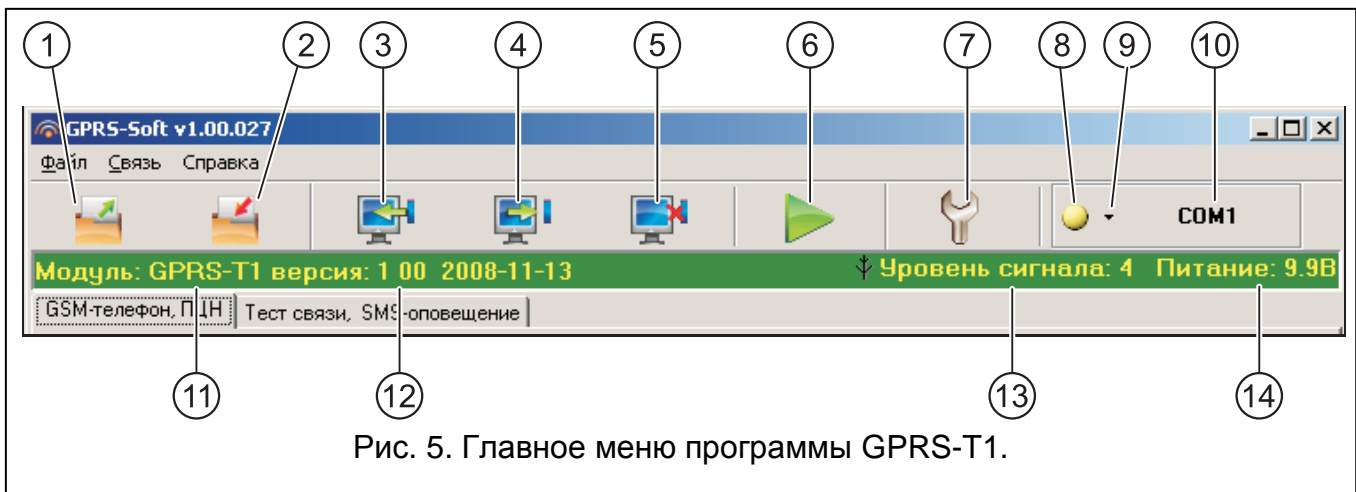 1 2 3 4 5 6 7 8 9 10
GPRS-Soft v1.00.027
Файл Связь Справка
COM1
Модуль: GPRS-T1 версия: 1 00 2008-11-13 Уровень сигнала: 4 Питание: 9.9В
GSM-телефон, ПЦН Тест связи, SMS-оповещение
11 12 13 14
Рис. 5. Главное меню программы GPRS-T1.